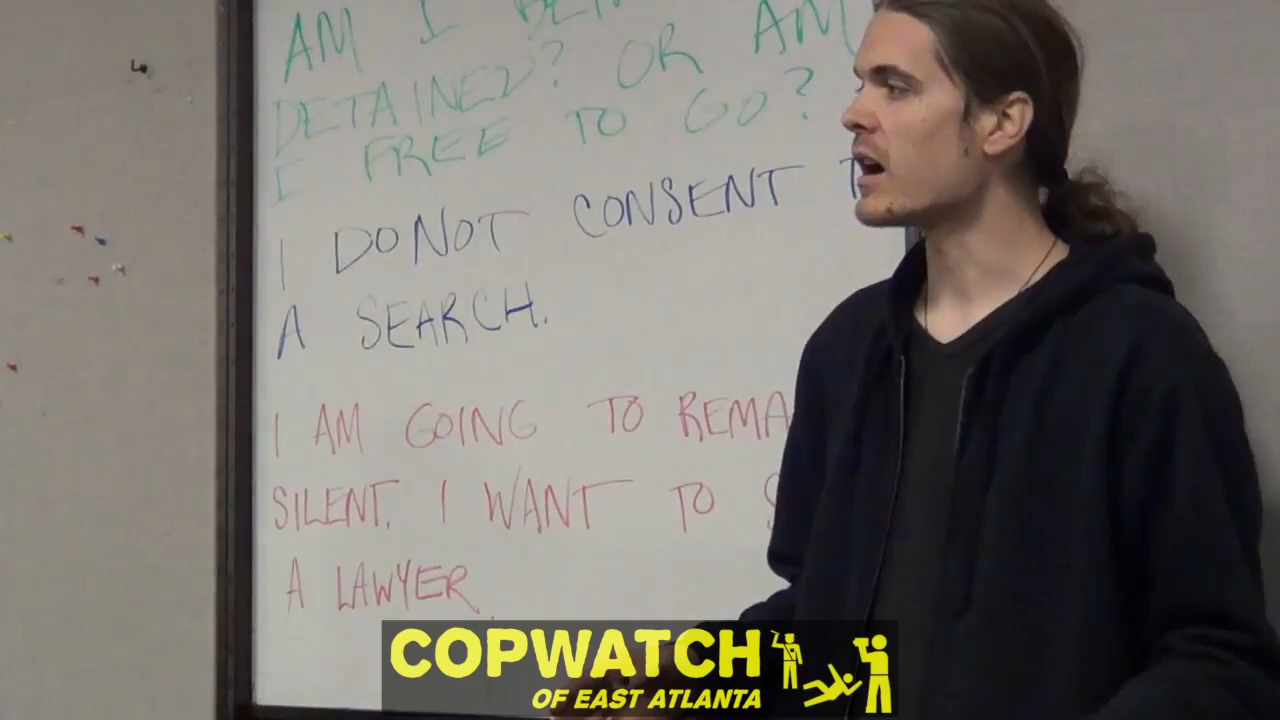 AM I
DETAINED? OR AM
I FREE TO GO?
I DO NOT CONSENT
A SEARCH.
I AM GOING TO
SILENT. I WANT TO
A LAWYER.
COPWATCH
OF EAST ATLANTA